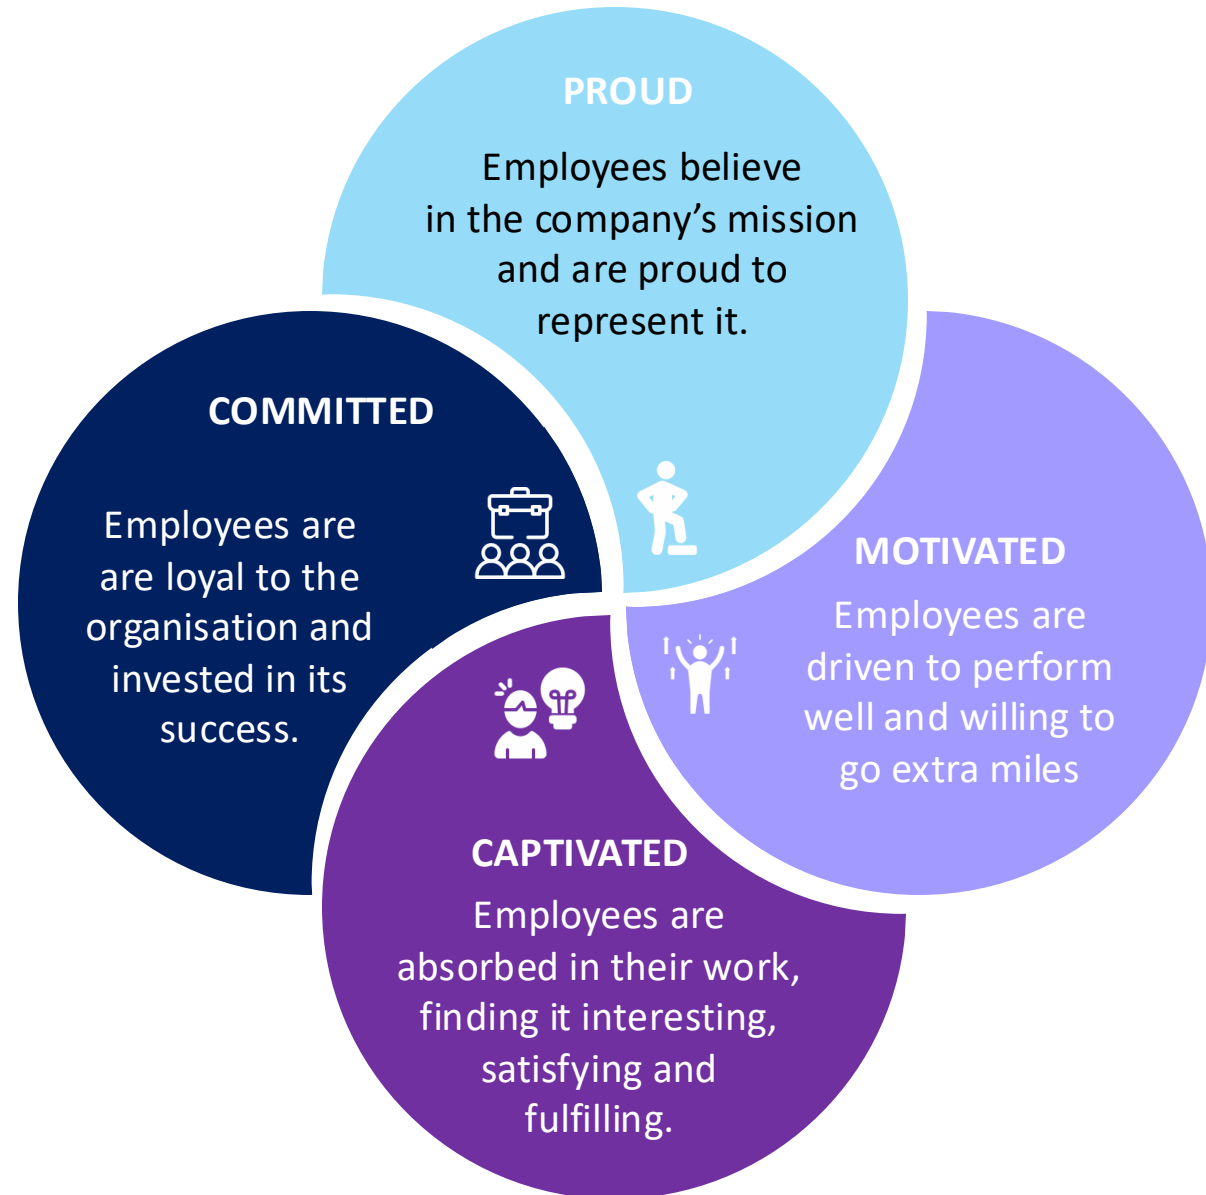 PROUD
Employees believe
in the company’s mission
and are proud to
represent it.
COMMITTED
Employees are
are loyal to the
organisation and
invested in its
success.
MOTIVATED
Employees are
driven to perform
well and willing to
go extra miles
CAPTIVATED
Employees are
absorbed in their work,
finding it interesting,
satisfying and
fulfilling.